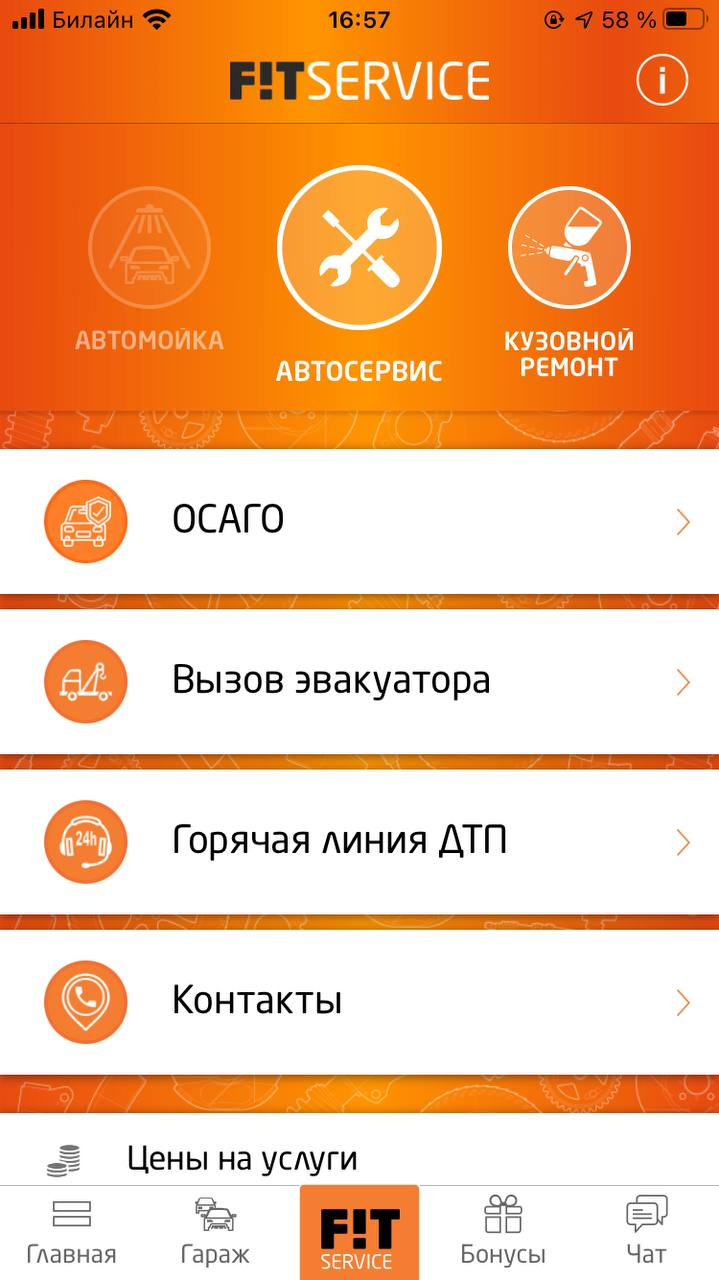 Билайн 16:57 58 %
F!TSERVICE
i
АВТОМОЙКА
АВТОСЕРВИС
КУЗОВНОЙ
РЕМОНТ
ОСАГО
Вызов эвакуатора
24h
Горячая линия ДТП
Контакты
Цены на услуги
F!T
SERVICE
Главная Гараж Бонусы Чат